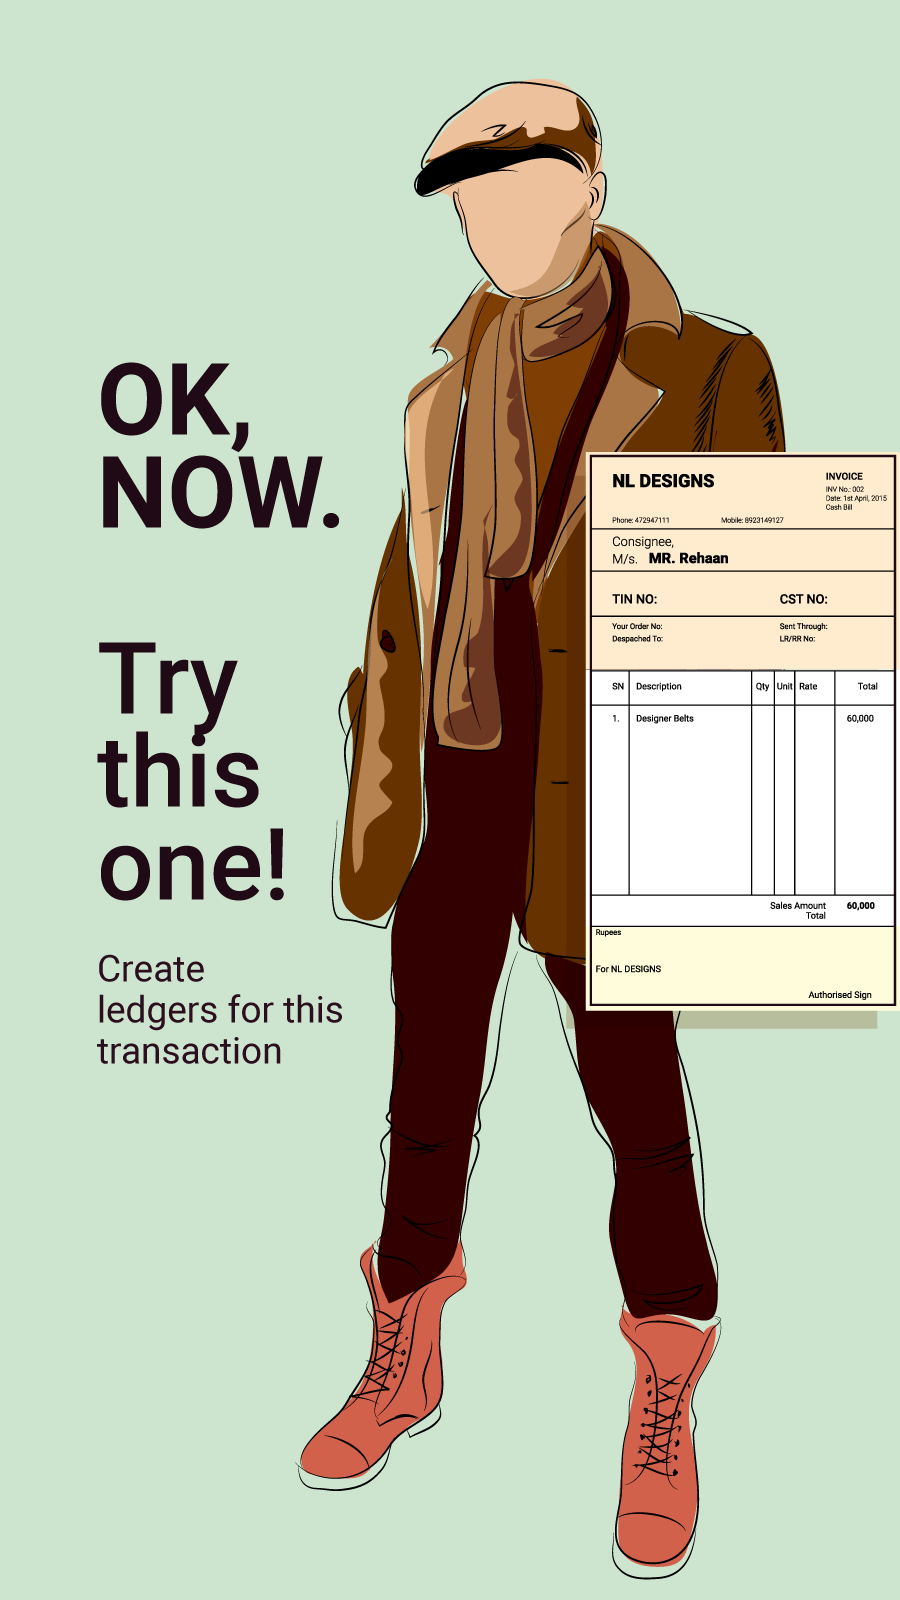 OK,
NOW.
Try
this
one!
Create
ledgers for this
transaction
NL DESIGNS
INVOICE
INV No.: 002
Date: 1st April, 2015
Cash Bill
Phone: 472947111 Mobile: 8923149127
Consignee,
M/s. MR. Rehaan
TIN NO: CST NO:
Your Order No: Sent Through:
Despached To: LR/RR No:
SN Description Qty Unit Rate Total
1. Designer Belts 60,000
Sales Amount 60,000
Total
Rupees
For NL DESIGNS
Authorised Sign